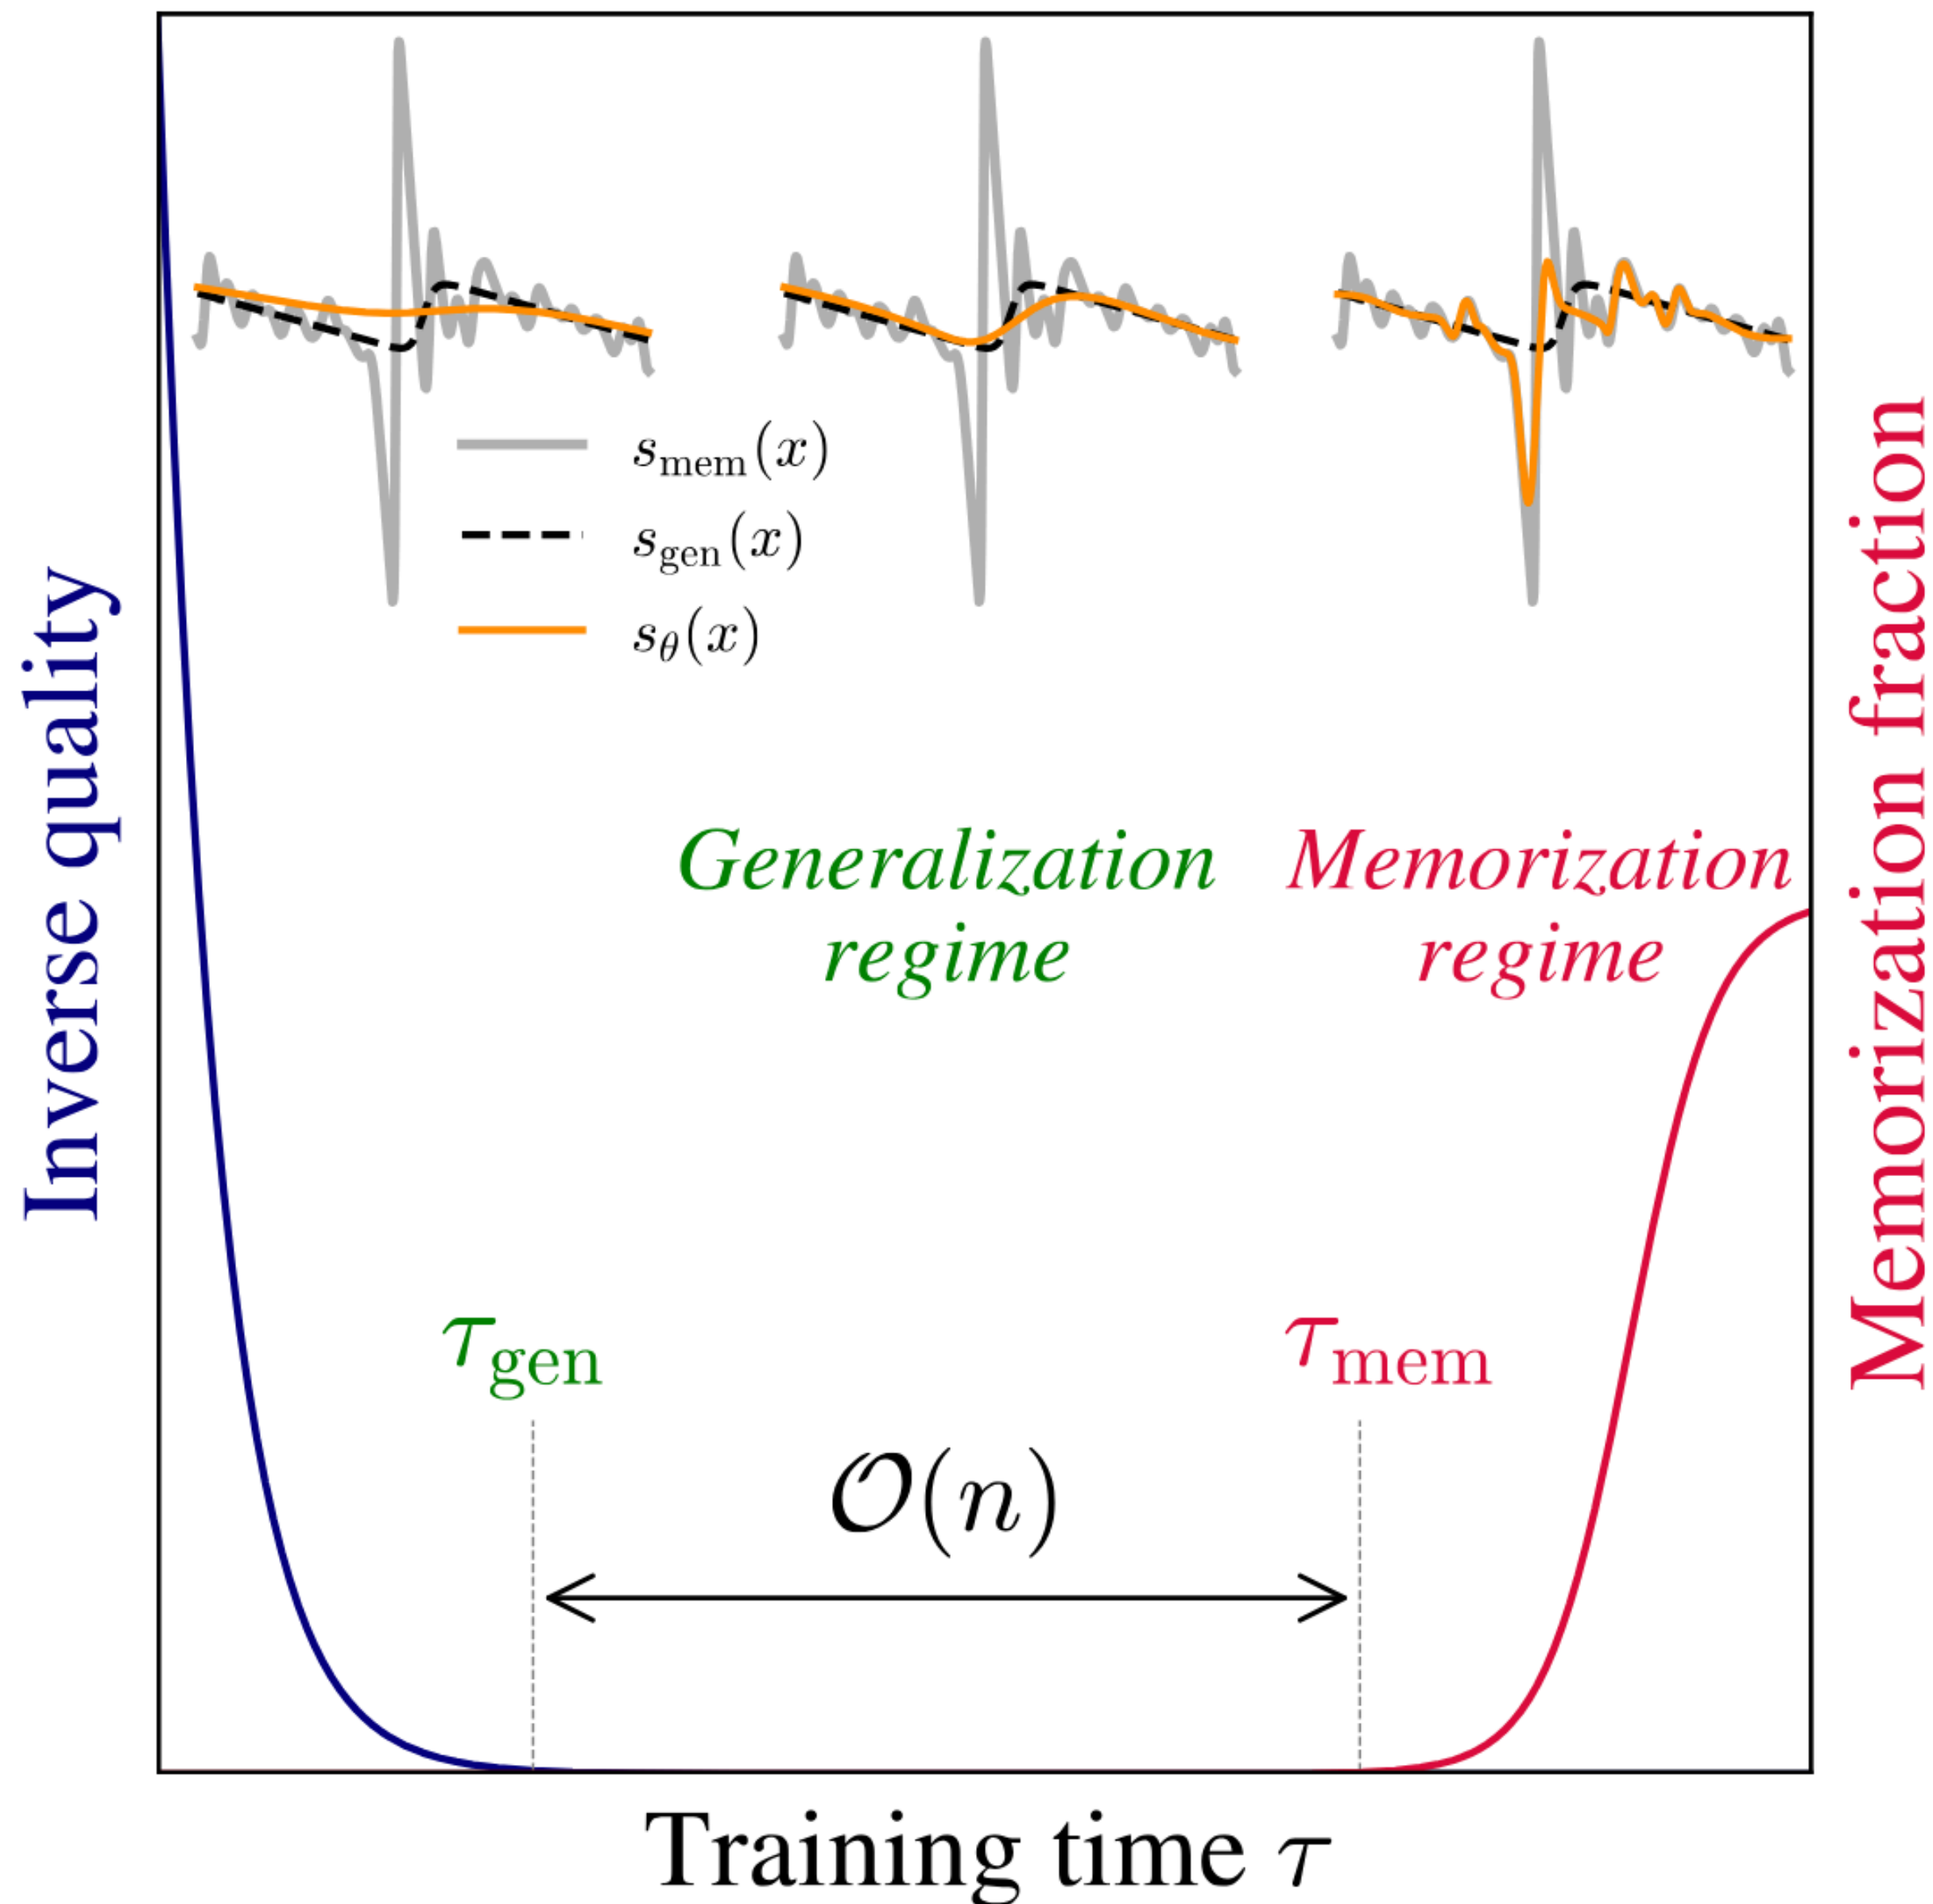 s_mem(x)
s_gen(x)
s_θ(x)
Inverse quality
Memorization fraction
Generalization
regime
Memorization
regime
τ_gen
τ_mem
𝒪(n)
Training time τ